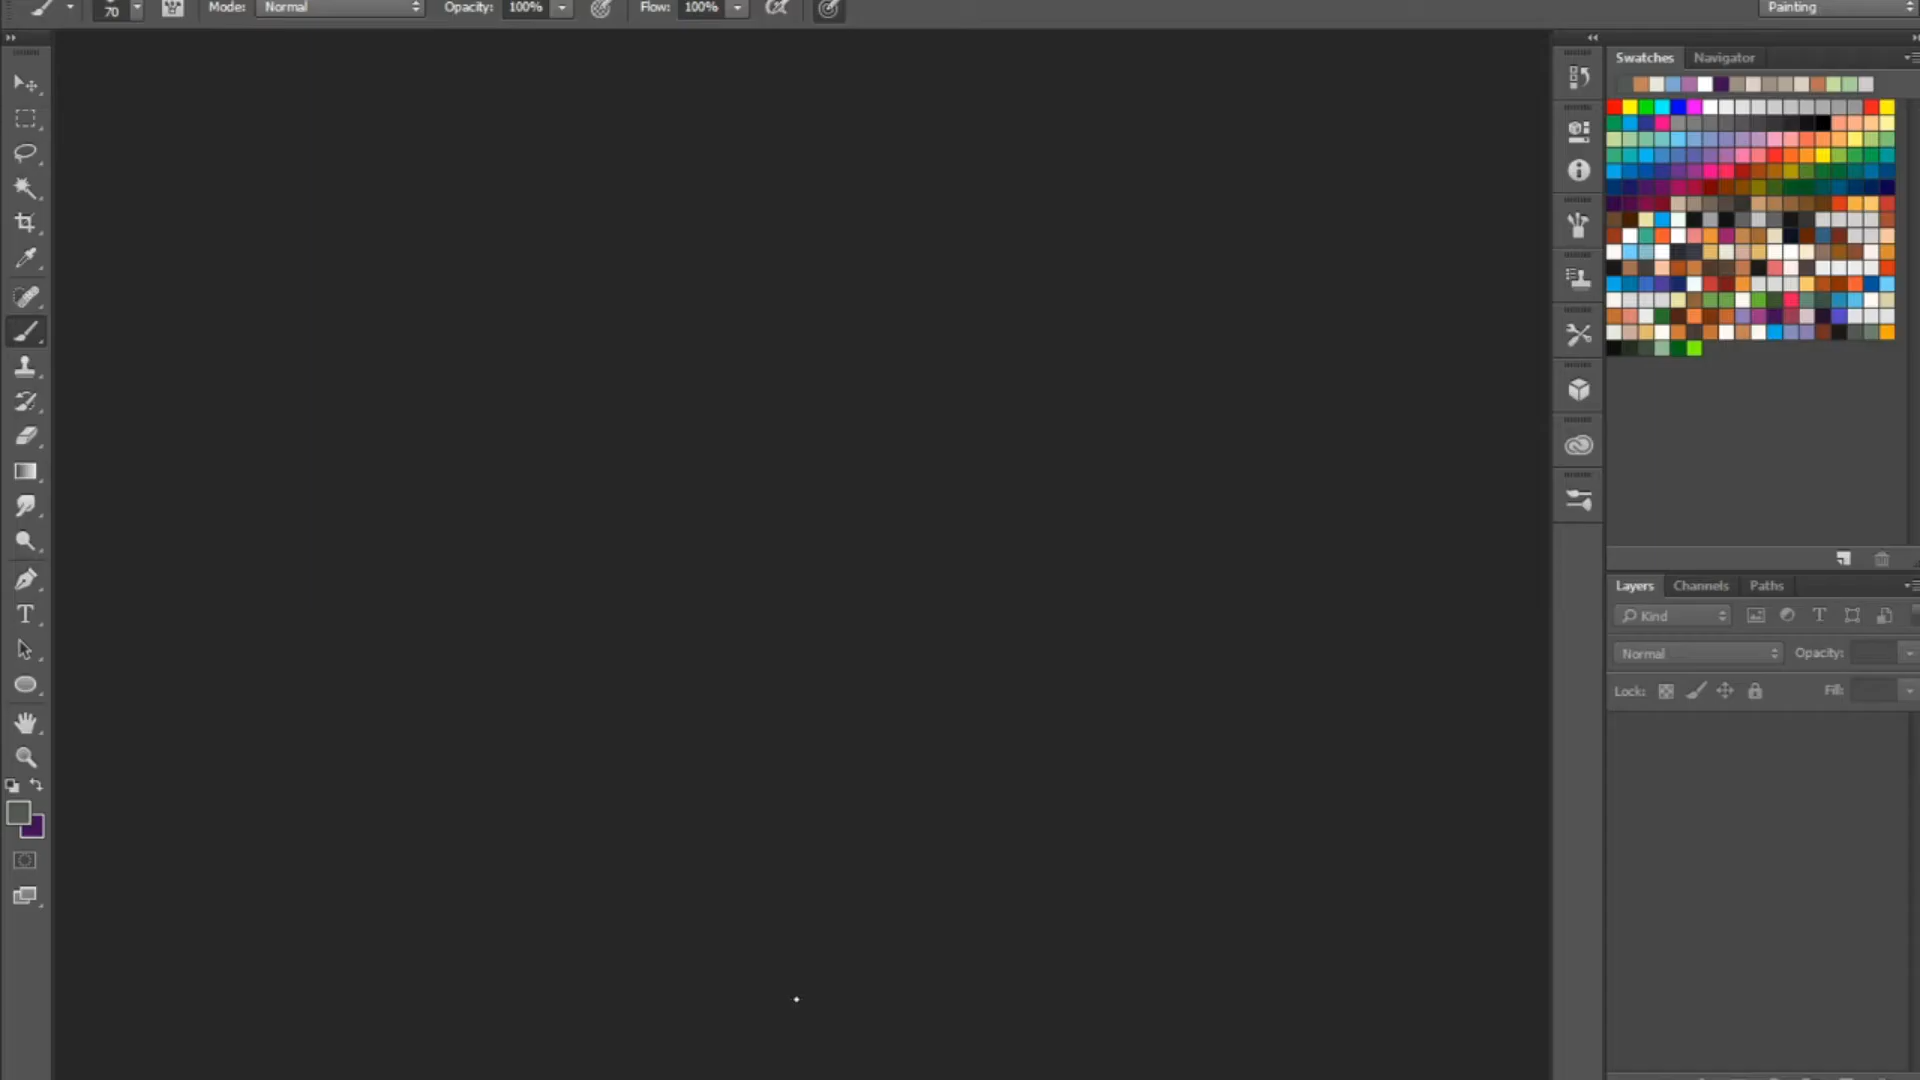 70 Mode: Normal Opacity: 100% Flow: 100% Painting
Swatches Navigator
Layers Channels Paths
Kind
Normal Opacity:
Lock: Fill: